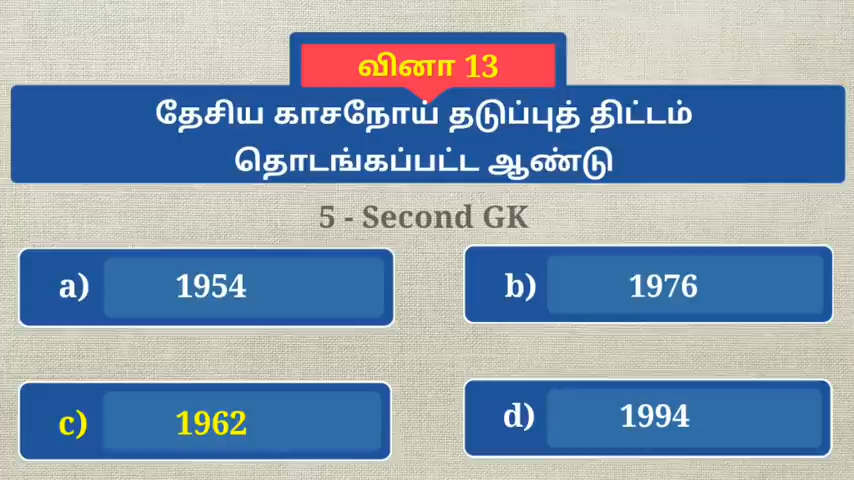 வினா 13
தேசிய காசநோய் தடுப்புத் திட்டம்
தொடங்கப்பட்ட ஆண்டு
5 - Second GK
a) 1954
b) 1976
c) 1962
d) 1994